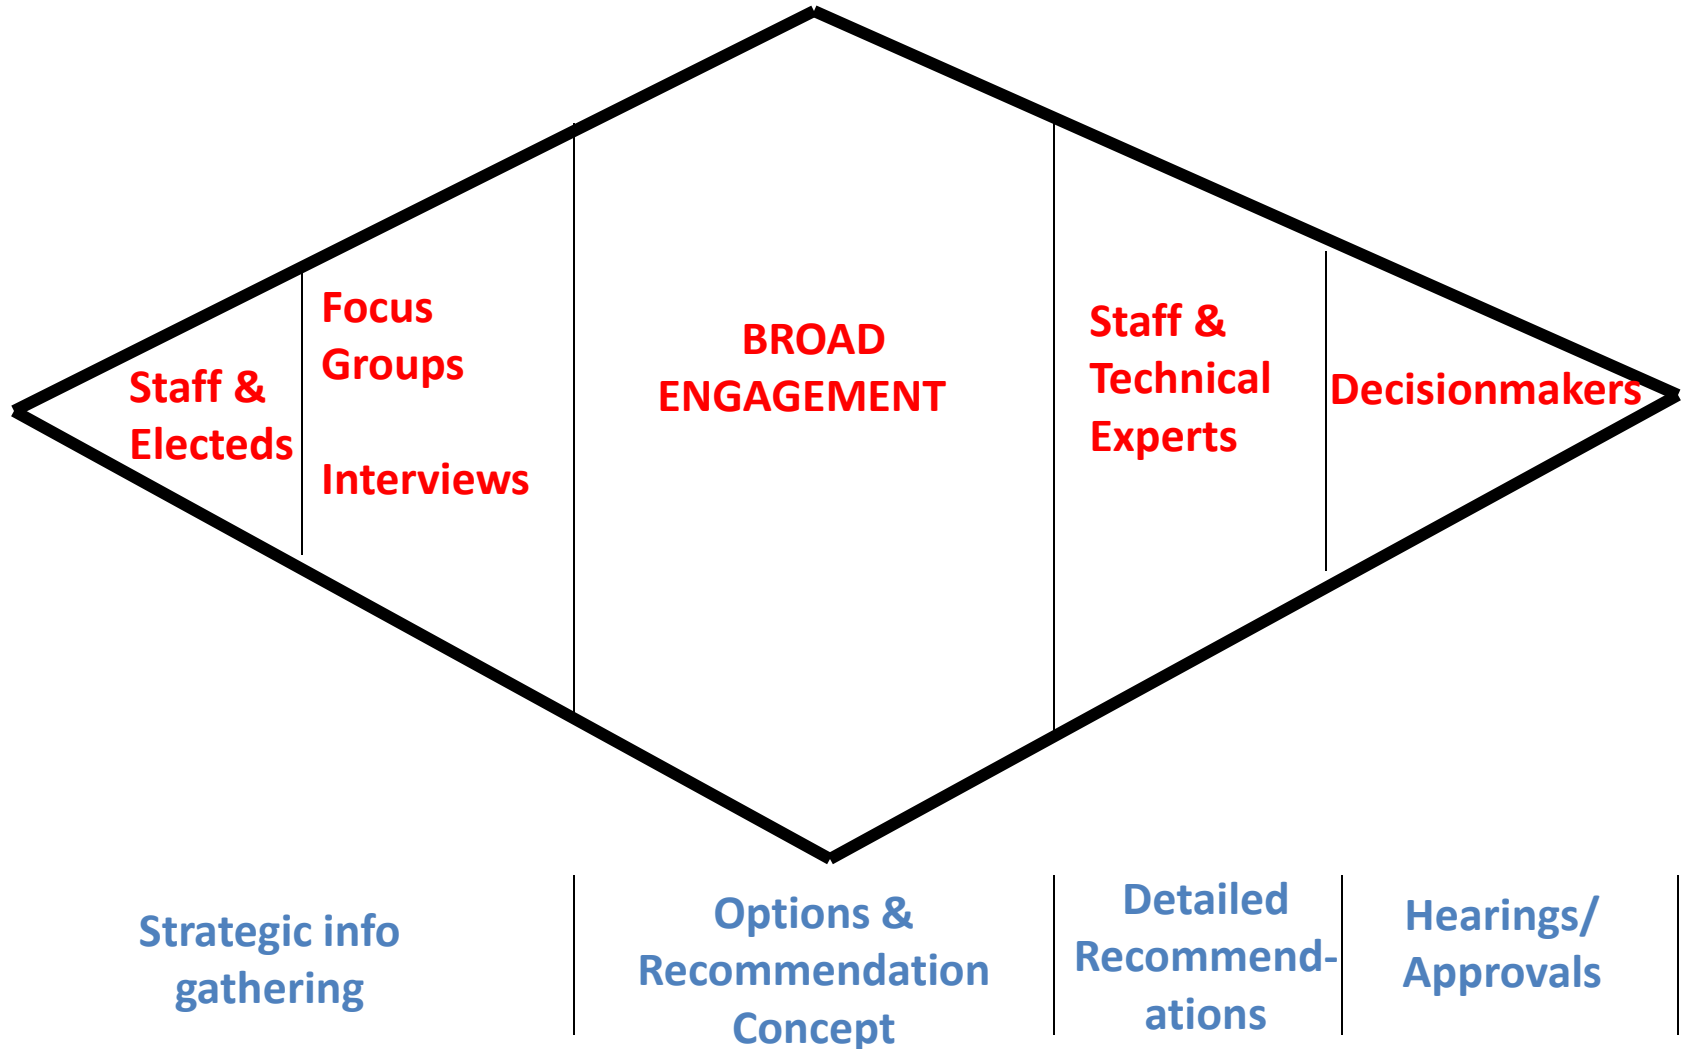 Staff &
Electeds
Focus
Groups
Interviews
BROAD
ENGAGEMENT
Staff &
Technical
Experts
Decisionmakers
Strategic info
gathering
Options &
Recommendation
Concept
Detailed
Recommend-
ations
Hearings/
Approvals